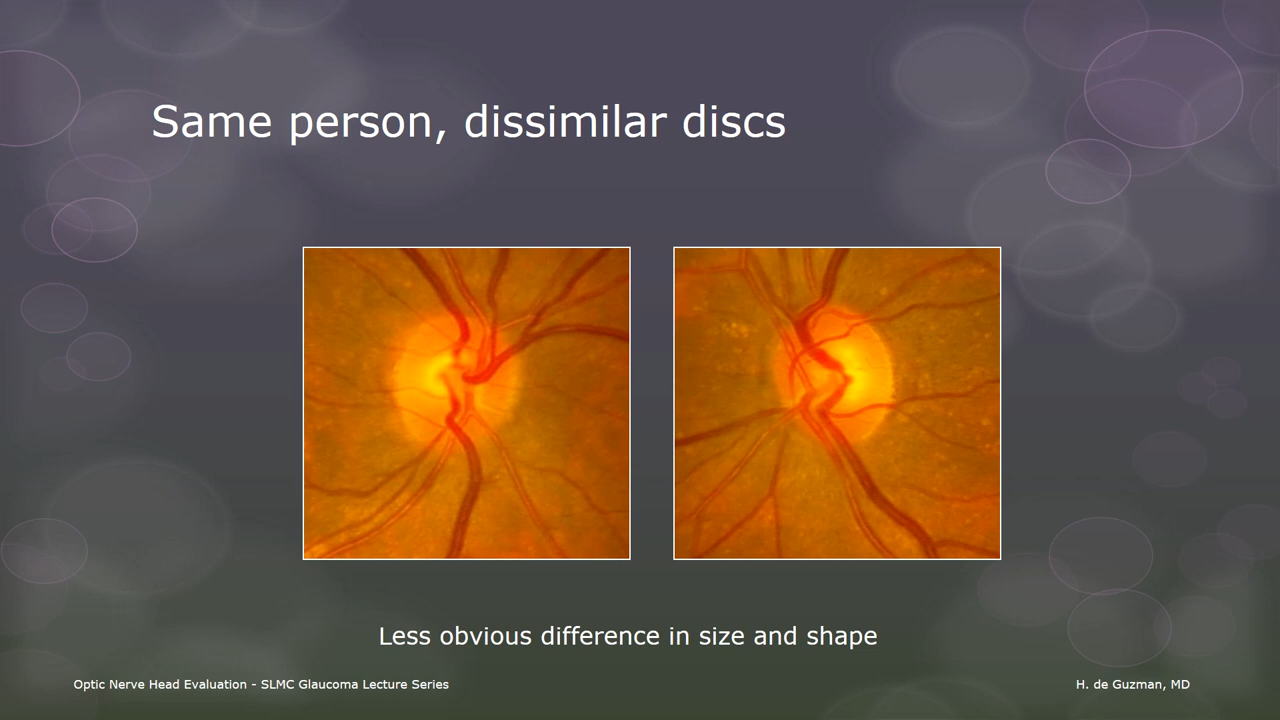 Same person, dissimilar discs
Less obvious difference in size and shape
Optic Nerve Head Evaluation - SLMC Glaucoma Lecture Series
H. de Guzman, MD